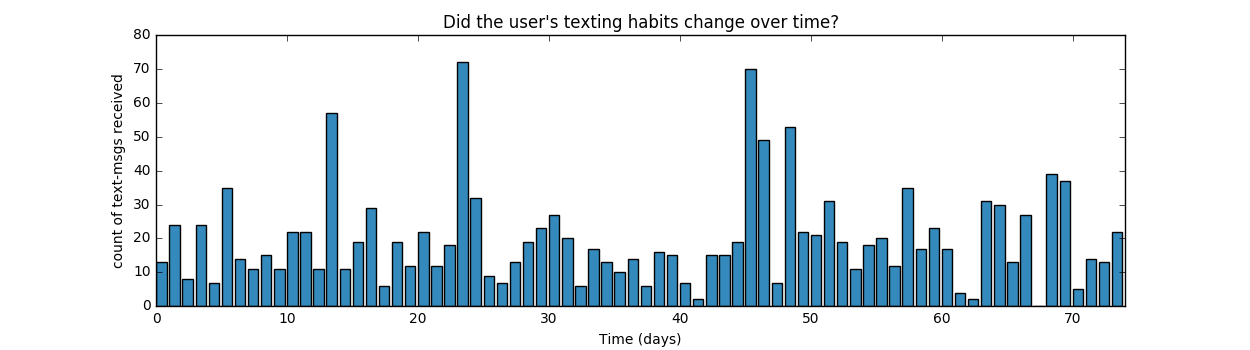 Did the user's texting habits change over time?
count of text-msgs received
80
70
60
50
40
30
20
10
0
0 10 20 30 40 50 60 70
Time (days)